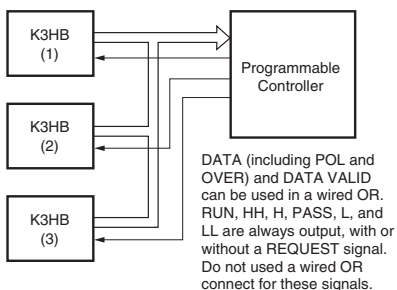 K3HB
(1)
Programmable
Controller
K3HB
(2)
K3HB
(3)
DATA (including POL and
OVER) and DATA VALID
can be used in a wired OR.
RUN, HH, H, PASS, L, and
LL are always output, with or
without a REQUEST signal.
Do not used a wired OR
connect for these signals.